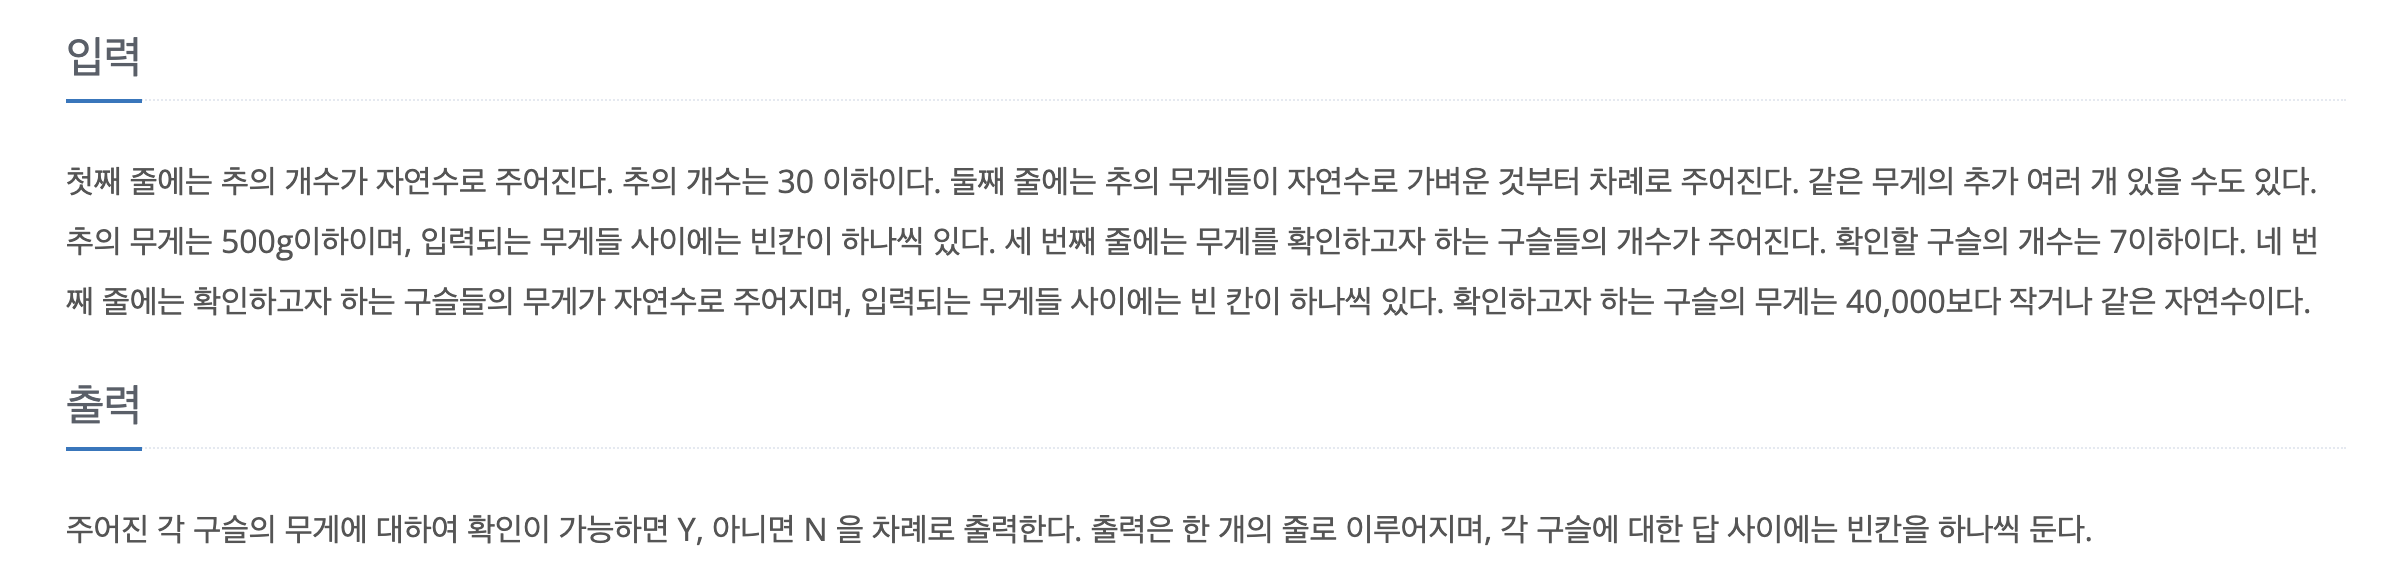 입력
첫째 줄에는 추의 개수가 자연수로 주어진다. 추의 개수는 30 이하이다. 둘째 줄에는 추의 무게들이 자연수로 가벼운 것부터 차례로 주어진다. 같은 무게의 추가 여러 개 있을 수도 있다.
추의 무게는 500g이하이며, 입력되는 무게들 사이에는 빈칸이 하나씩 있다. 세 번째 줄에는 무게를 확인하고자 하는 구슬들의 개수가 주어진다. 확인할 구슬의 개수는 7이하이다. 네 번
째 줄에는 확인하고자 하는 구슬들의 무게가 자연수로 주어지며, 입력되는 무게들 사이에는 빈 칸이 하나씩 있다. 확인하고자 하는 구슬의 무게는 40,000보다 작거나 같은 자연수이다.
출력
주어진 각 구슬의 무게에 대하여 확인이 가능하면 Y, 아니면 N 을 차례로 출력한다. 출력은 한 개의 줄로 이루어지며, 각 구슬에 대한 답 사이에는 빈칸을 하나씩 둔다.